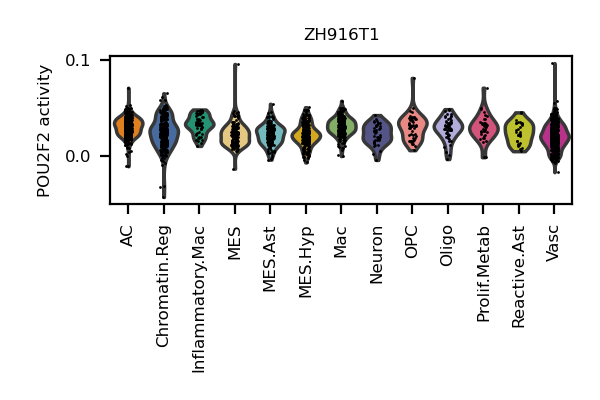 ZH916T1
POU2F2 activity
0.1
0.0
AC
Chromatin.Reg
Inflammatory.Mac
MES
MES.Ast
MES.Hyp
Mac
Neuron
OPC
Oligo
Prolif.Metab
Reactive.Ast
Vasc